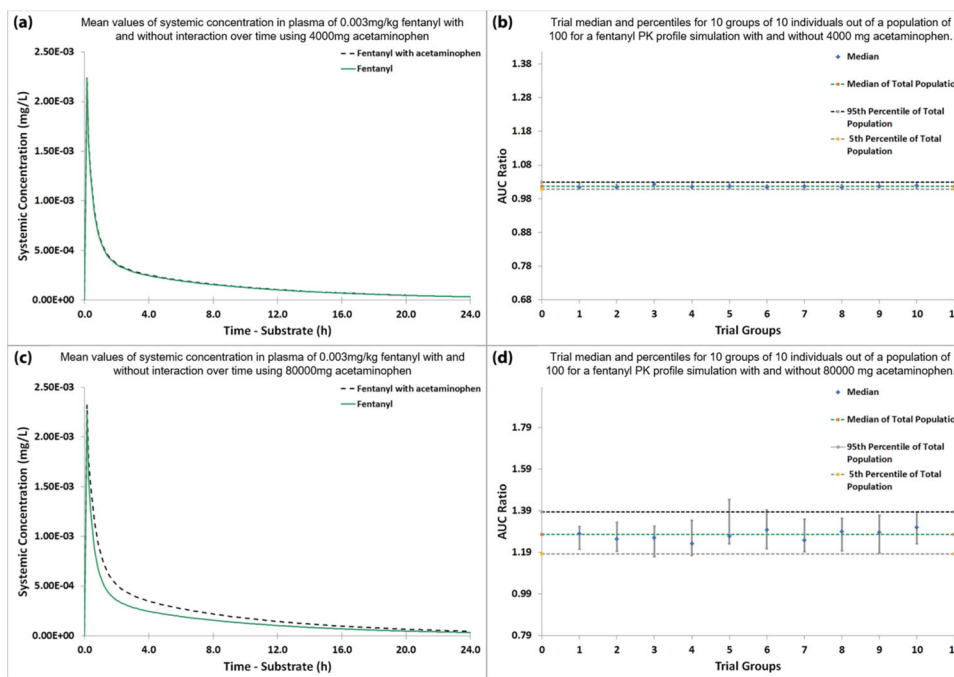 (a) Mean values of systemic concentration in plasma of 0.003mg/kg fentanyl with
and without interaction over time using 4000mg acetaminophen
2.50E-03
Fentanyl with acetaminophen
Fentanyl
2.00E-03
1.50E-03
1.00E-03
5.00E-04
0.00E+00
Systemic Concentration (mg/L)
0.0 4.0 8.0 12.0 16.0 20.0 24.0
Time - Substrate (h)
(b) Trial median and percentiles for 10 groups of 10 individuals out of a population of
100 for a fentanyl PK profile simulation with and without 4000 mg acetaminophen.
Median
Median of Total Population
95th Percentile of Total
Population
5th Percentile of Total
Population
1.38
1.28
1.18
1.08
0.98
0.88
0.78
0.68
AUC Ratio
0 1 2 3 4 5 6 7 8 9 10 1
Trial Groups
(c) Mean values of systemic concentration in plasma of 0.003mg/kg fentanyl with and
without interaction over time using 80000mg acetaminophen
2.50E-03
Fentanyl with acetaminophen
Fentanyl
2.00E-03
1.50E-03
1.00E-03
5.00E-04
0.00E+00
Systemic Concentration (mg/L)
0.0 4.0 8.0 12.0 16.0 20.0 24.0
Time - Substrate (h)
(d) Trial median and percentiles for 10 groups of 10 individuals out of a population of
100 for a fentanyl PK profile simulation with and without 80000 mg acetaminophen.
Median
Median of Total Population
95th Percentile of Total
Population
5th Percentile of Total
Population
1.79
1.59
1.39
1.19
0.99
0.79
AUC Ratio
0 1 2 3 4 5 6 7 8 9 10 1
Trial Groups